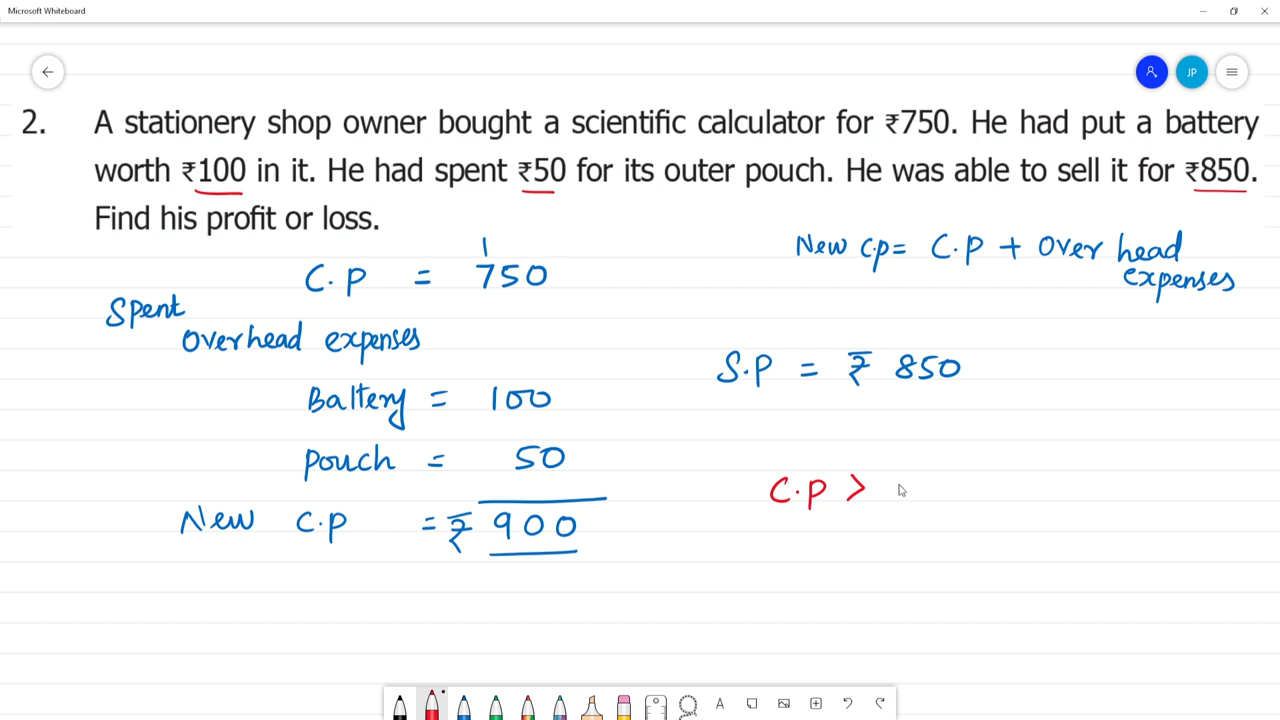 Microsoft Whiteboard
JP
2. A stationery shop owner bought a scientific calculator for ₹750. He had put a battery
worth ₹100 in it. He had spent ₹50 for its outer pouch. He was able to sell it for ₹850.
Find his profit or loss.
1
C.P = 750
New CP = C.P + Over head
expenses
Spent
overhead expenses
S.P = ₹ 850
Battery = 100
pouch = 50
C.P >
New C.P = ₹ 900
A